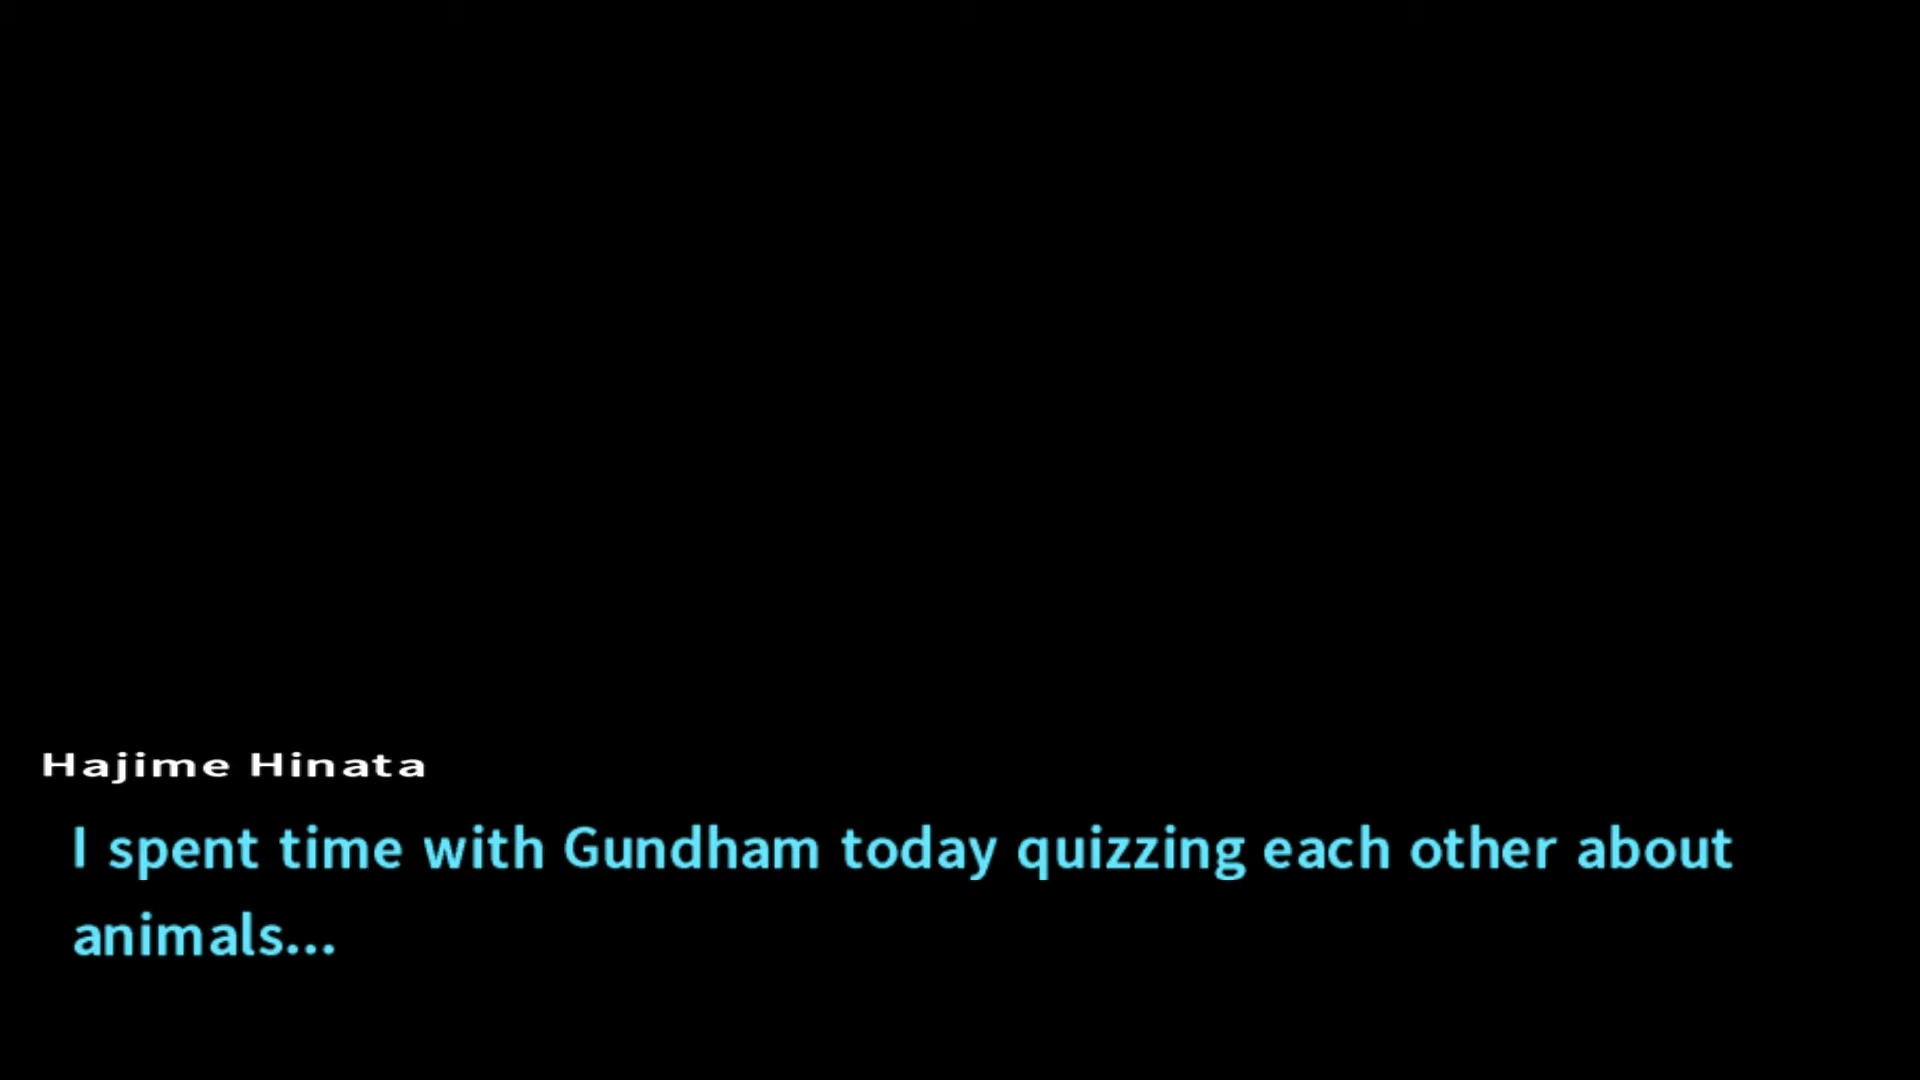 Hajime Hinata
I spent time with Gundham today quizzing each other about
animals...